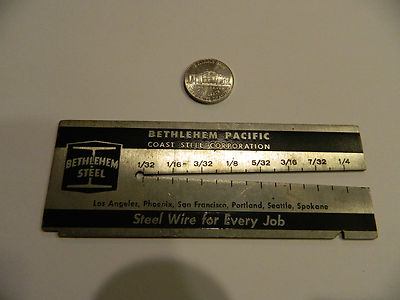 BETHLEHEM PACIFIC
COAST STEEL CORPORATION
BETHLEHEM
STEEL
1/32 1/16 3/32 1/8 5/32 3/16 7/32 1/4
Los Angeles, Phoenix, San Francisco, Portland, Seattle, Spokane
Steel Wire for Every Job